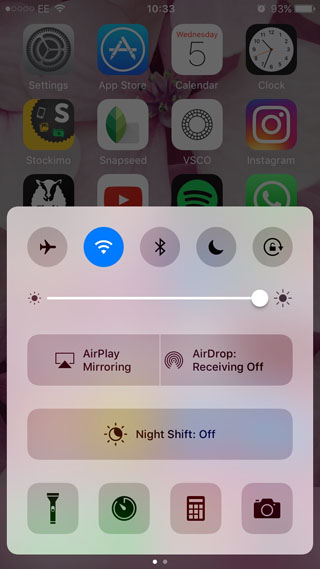 EE 10:33 93%
Wednesday
5
Settings App Store Calendar Clock
S
Stockimo Snapseed VSCO Instagram
AirPlay
Mirroring
AirDrop:
Receiving Off
Night Shift: Off